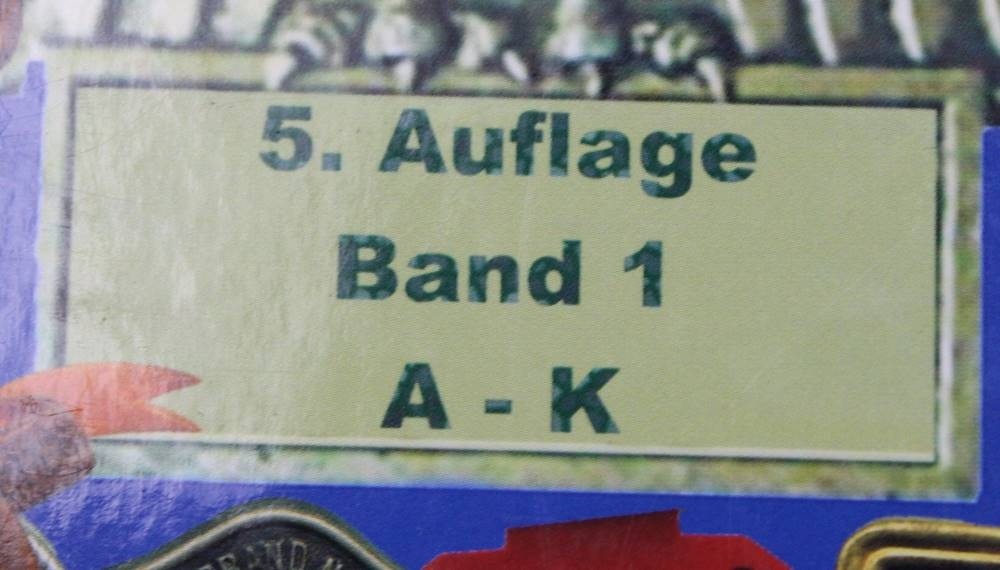 5. Auflage
Band 1
A - K